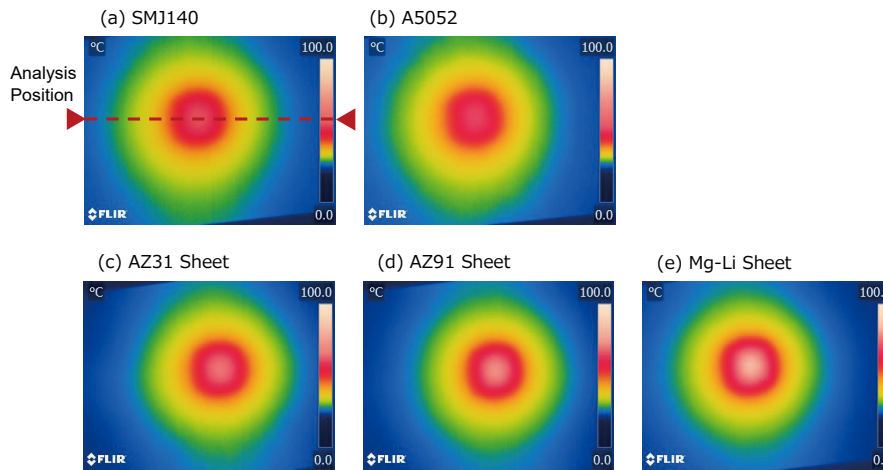 (a) SMJ140
(b) A5052
Analysis
Position
°C 100.0
°C 100.0
FLIR 0.0
FLIR 0.0
(c) AZ31 Sheet
(d) AZ91 Sheet
(e) Mg-Li Sheet
°C 100.0
°C 100.0
°C 100.
FLIR 0.0
FLIR 0.0
FLIR 0.